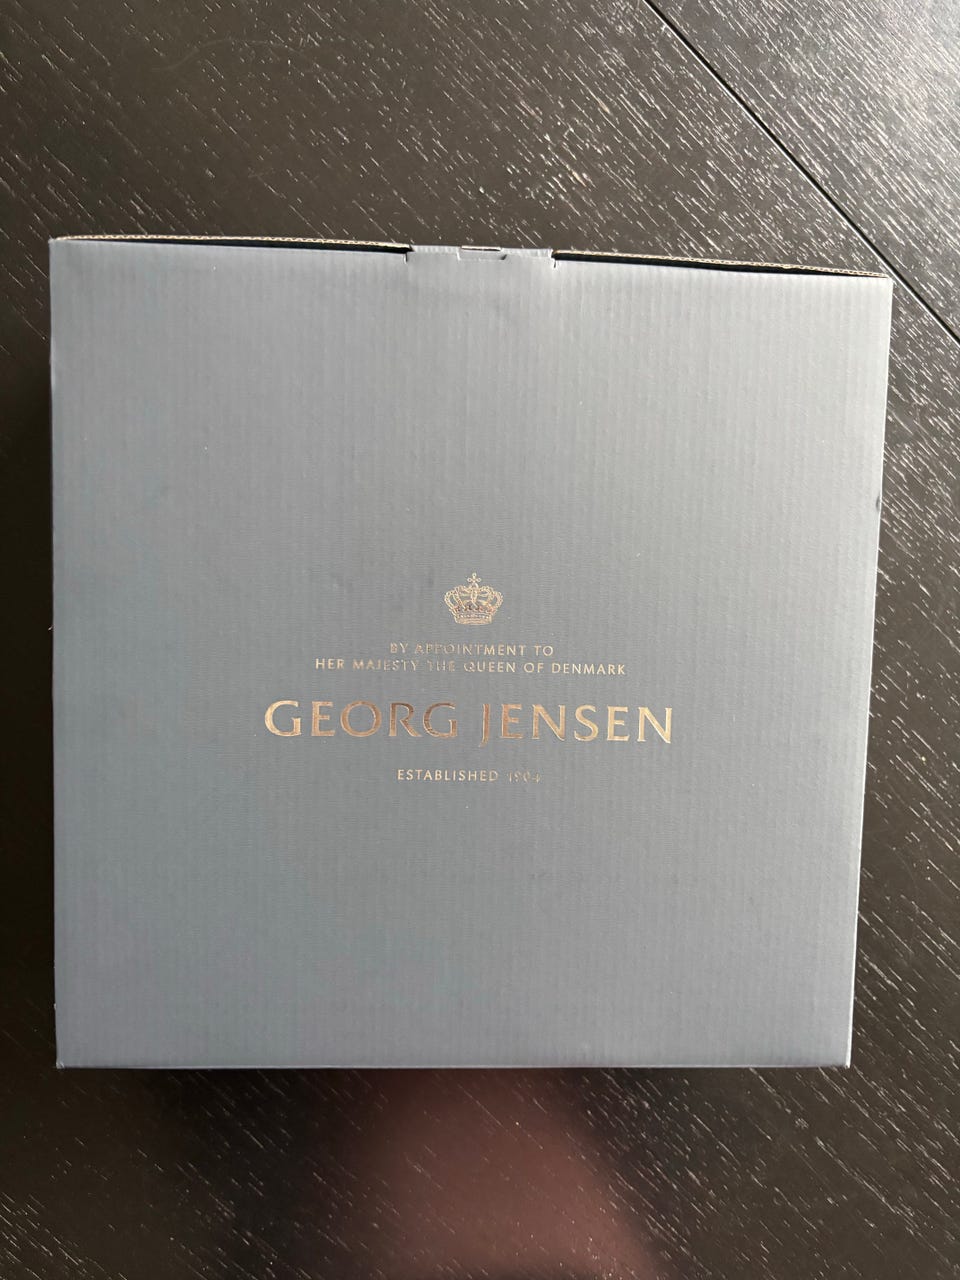 BY APPOINTMENT TO
HER MAJESTY THE QUEEN OF DENMARK
GEORG JENSEN
ESTABLISHED 1904